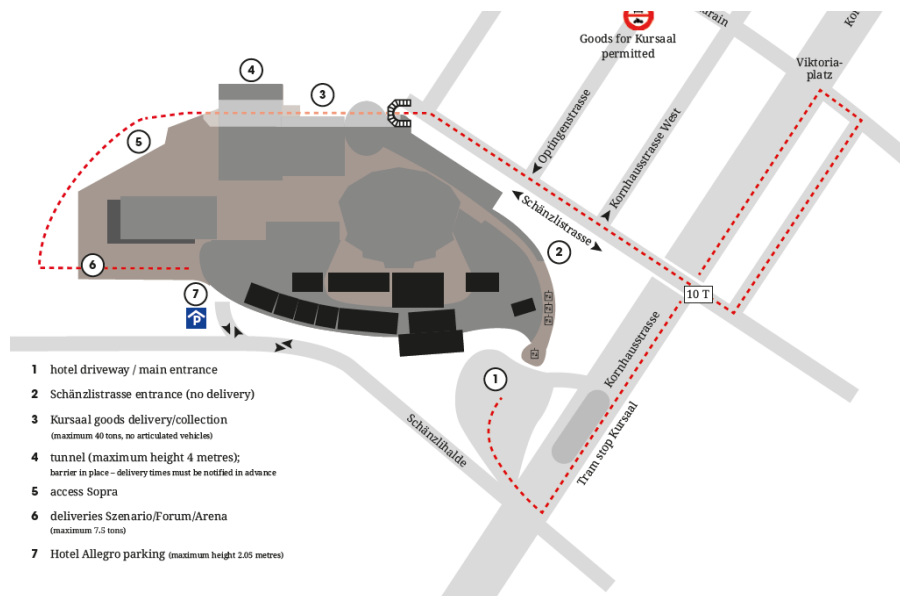 Goods for Kursaal
permitted
Viktoria-
platz
4
3
5
Optingenstrasse
Kornhausstrasse West
Schänzlistrasse
2
6
7
P
10 T
Kornhausstrasse
1
Tram stop Kursaal
Schänzlihalde
1 hotel driveway / main entrance
2 Schänzlistrasse entrance (no delivery)
3 Kursaal goods delivery/collection
(maximum 40 tons, no articulated vehicles)
4 tunnel (maximum height 4 metres);
barrier in place – delivery times must be notified in advance
5 access Sopra
6 deliveries Szenario/Forum/Arena
(maximum 7.5 tons)
7 Hotel Allegro parking (maximum height 2.05 metres)